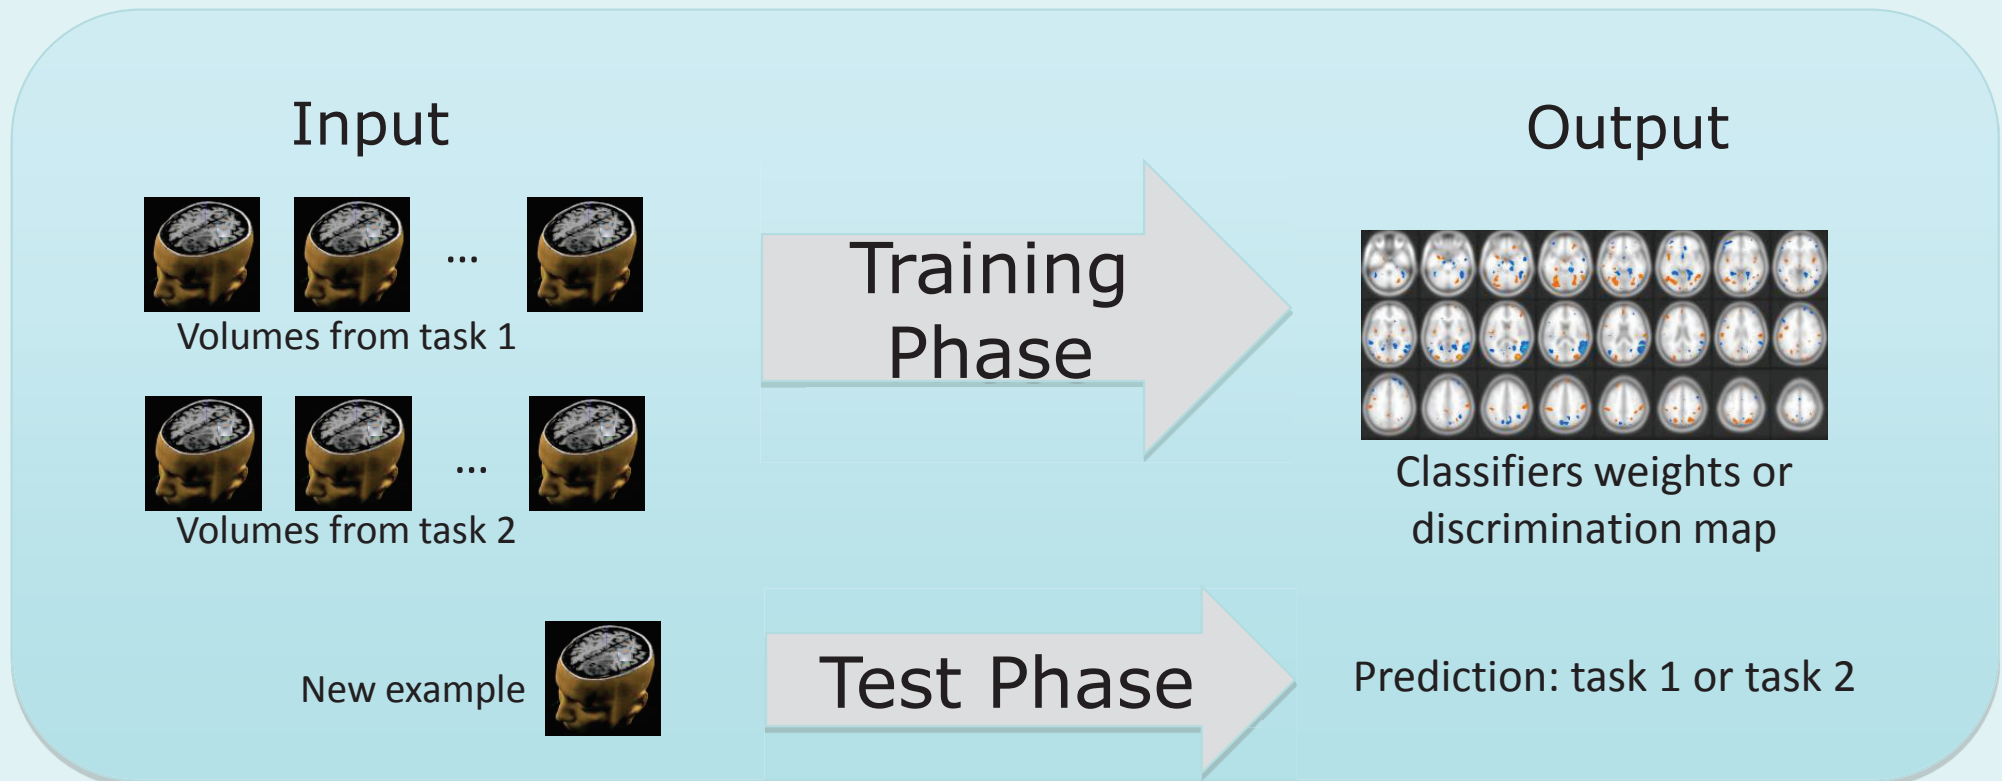 Input
Output
...
Volumes from task 1
Training
Phase
...
Volumes from task 2
Classifiers weights or
discrimination map
New example
Test Phase
Prediction: task 1 or task 2